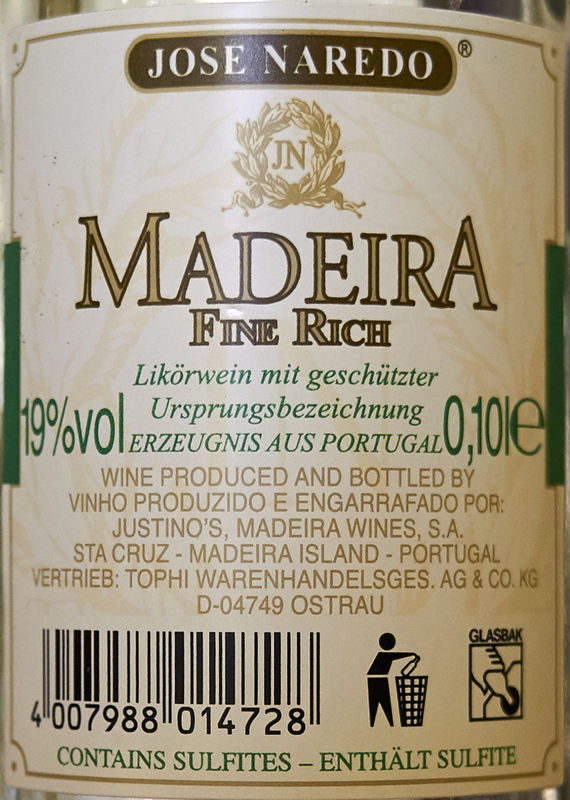 JOSE NAREDO®
JN
MADEIRA
FINE RICH
Likörwein mit geschützter
Ursprungsbezeichnung
19%vol ERZEUGNIS AUS PORTUGAL 0,10l e
WINE PRODUCED AND BOTTLED BY
VINHO PRODUZIDO E ENGARRAFADO POR:
JUSTINO'S, MADEIRA WINES, S.A.
STA CRUZ - MADEIRA ISLAND - PORTUGAL
VERTRIEB: TOPHI WARENHANDELSGES. AG & CO. KG
D-04749 OSTRAU
GLASBAK
4 007988 014728
CONTAINS SULFITES – ENTHÄLT SULFITE